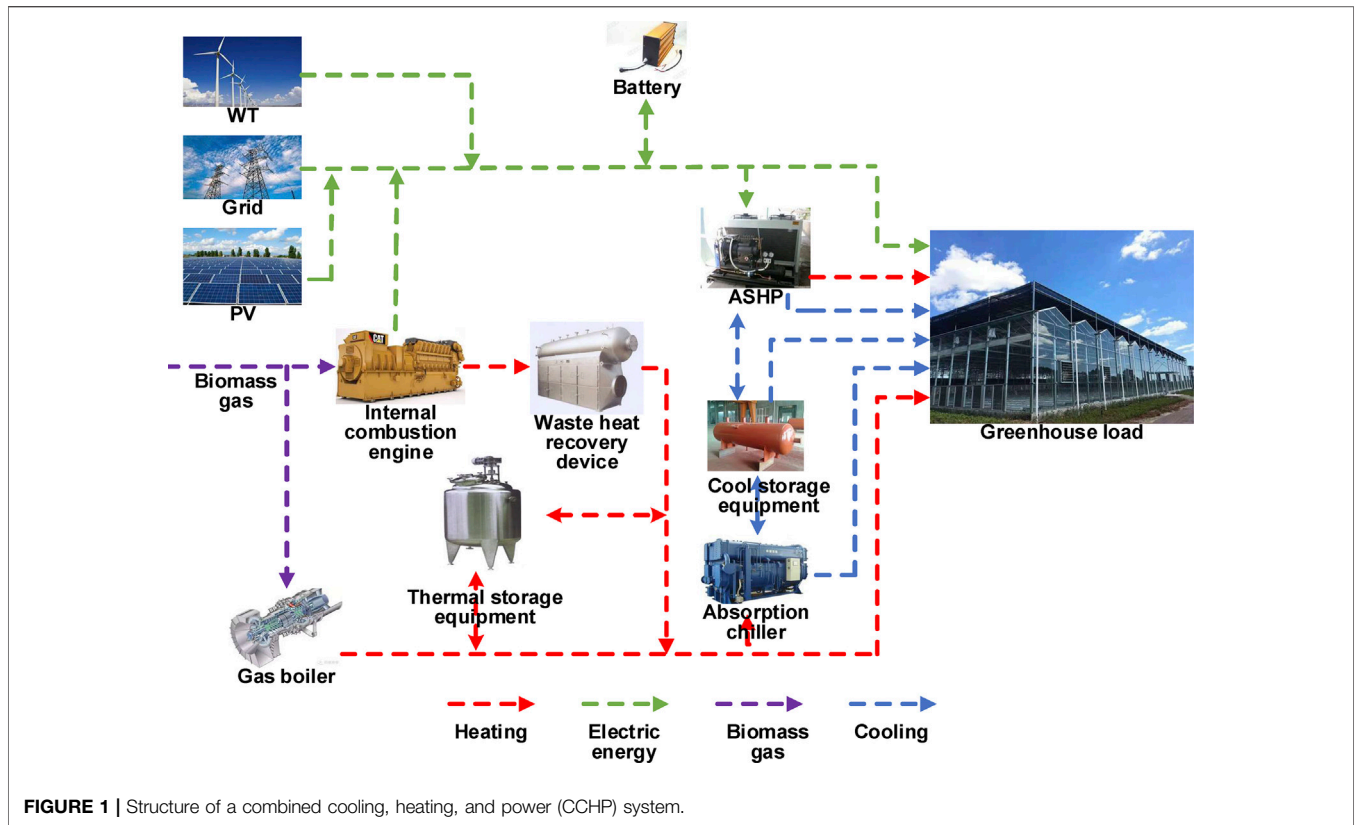 WT
Battery
Grid
PV
ASHP
Biomass
gas
CAT
Internal
combustion
engine
Waste heat
recovery
device
Greenhouse load
Cool storage
equipment
Thermal storage
equipment
Absorption
chiller
Gas boiler
Heating
Electric
energy
Biomass
gas
Cooling
FIGURE 1 | Structure of a combined cooling, heating, and power (CCHP) system.